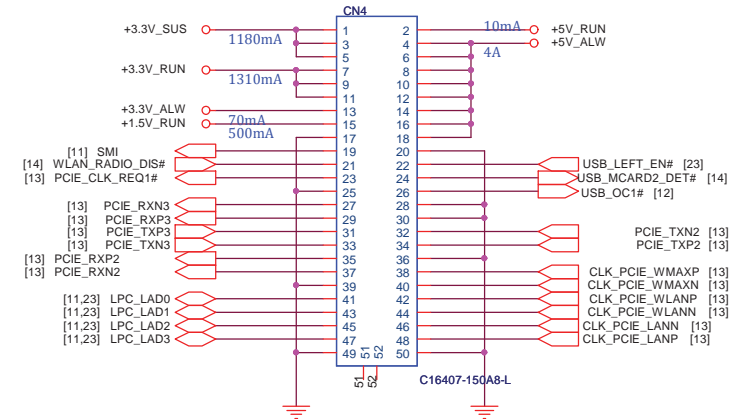 CN4
+3.3V_SUS 1 2 10mA +5V_RUN
1180mA 3 4 +5V_ALW
5 6 4A
+3.3V_RUN 7 8
1310mA 9 10
11 12
+3.3V_ALW 13 14
70mA
+1.5V_RUN 15 16
500mA 17 18
[11] SMI 19 20
[14] WLAN_RADIO_DIS# 21 22 USB_LEFT_EN# [23]
[13] PCIE_CLK_REQ1# 23 24 USB_MCARD2_DET# [14]
25 26 USB_OC1# [12]
[13] PCIE_RXN3 27 28
[13] PCIE_RXP3 29 30
[13] PCIE_TXP3 31 32 PCIE_TXN2 [13]
[13] PCIE_TXN3 33 34 PCIE_TXP2 [13]
[13] PCIE_RXP2 35 36
[13] PCIE_RXN2 37 38 CLK_PCIE_WMAXP [13]
39 40 CLK_PCIE_WMAXN [13]
[11,23] LPC_LAD0 41 42 CLK_PCIE_WLANP [13]
[11,23] LPC_LAD1 43 44 CLK_PCIE_WLANN [13]
[11,23] LPC_LAD2 45 46 CLK_PCIE_LANN [13]
[11,23] LPC_LAD3 47 48 CLK_PCIE_LANP [13]
49 51 52 50
51 52 C16407-150A8-L